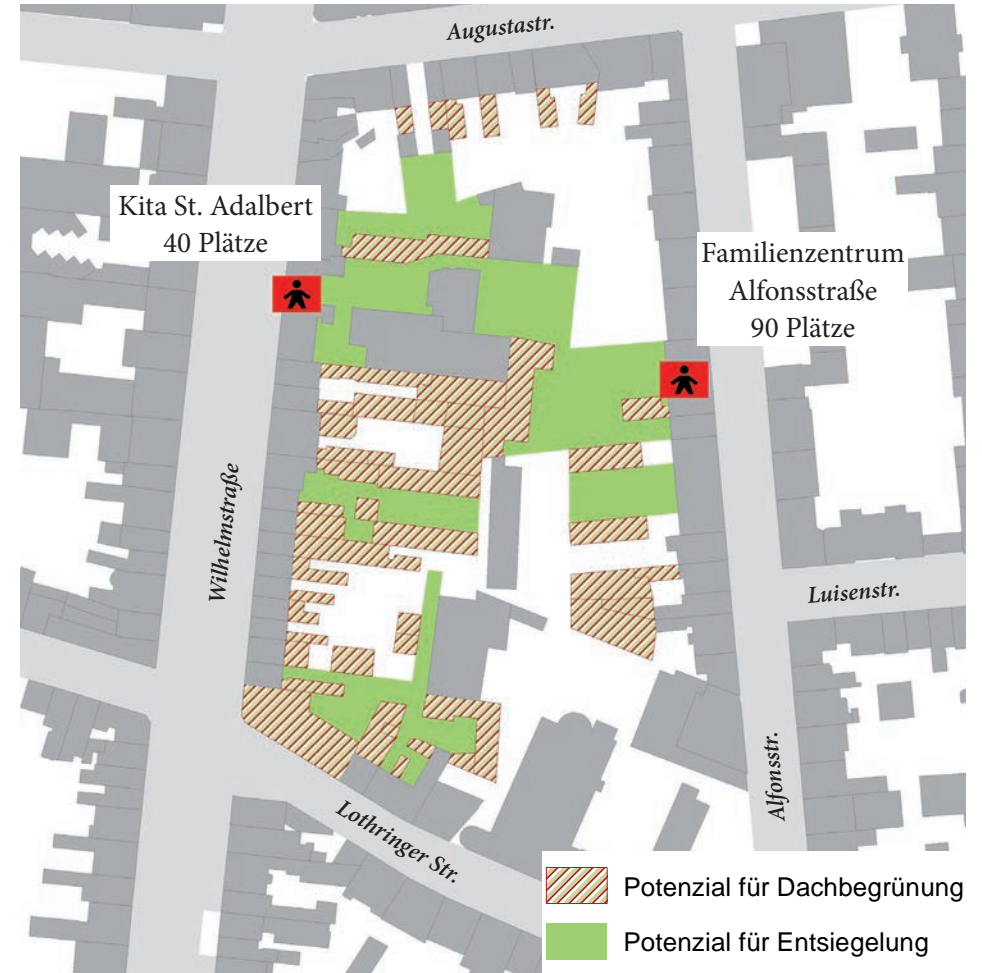 Augustastr.
Kita St. Adalbert
40 Plätze
Familienzentrum
Alfonsstraße
90 Plätze
Wilhelmstraße
Luisenstr.
Alfonsstr.
Lothringer Str.
Potenzial für Dachbegrünung
Potenzial für Entsiegelung